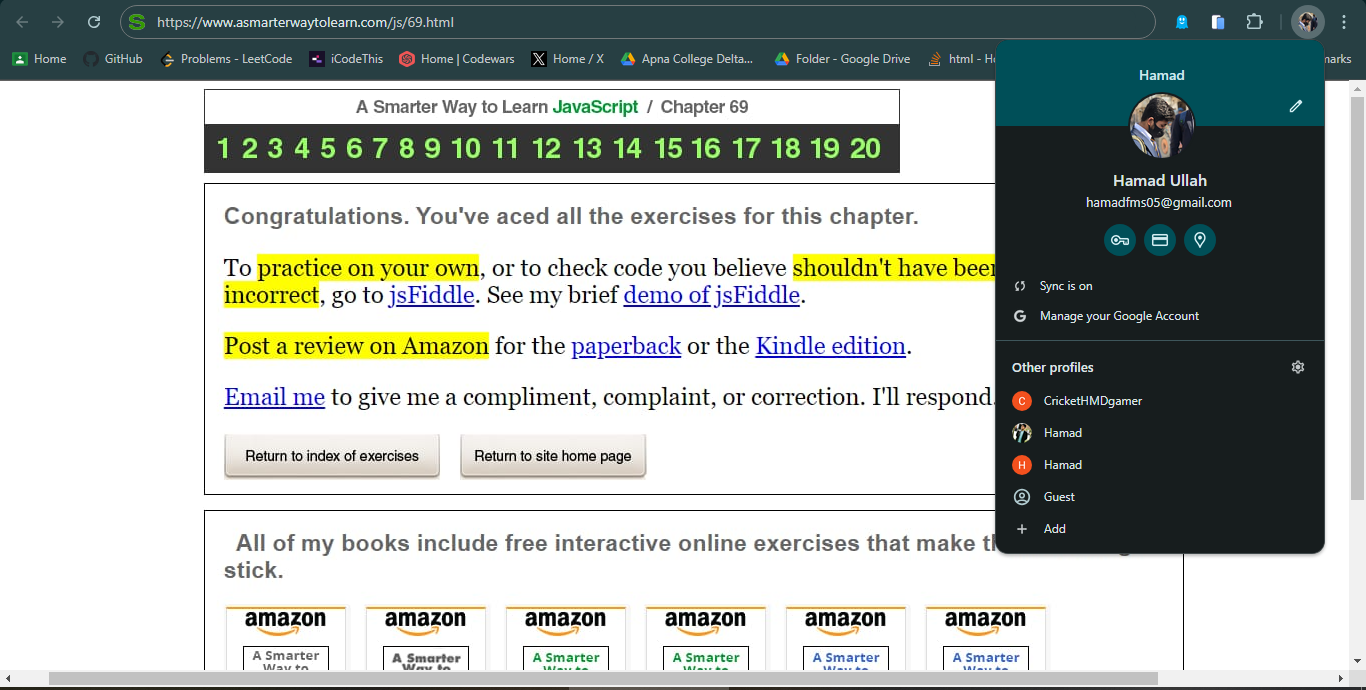 https://www.asmarterwaytolearn.com/js/69.html
Home GitHub Problems - LeetCode iCodeThis Home | Codewars Home / X Apna College Delta... Folder - Google Drive html -
A Smarter Way to Learn JavaScript / Chapter 69
1 2 3 4 5 6 7 8 9 10 11 12 13 14 15 16 17 18 19 20
Congratulations. You've aced all the exercises for this chapter.
To practice on your own, or to check code you believe shouldn't have been
incorrect, go to jsFiddle. See my brief demo of jsFiddle.
Post a review on Amazon for the paperback or the Kindle edition.
Email me to give me a compliment, complaint, or correction. I'll respond.
Return to index of exercises Return to site home page
All of my books include free interactive online exercises that make
stick.
amazon amazon amazon amazon amazon amazon
A Smarter A Smarter A Smarter A Smarter A Smarter A Smarter
Way to Way to Way to Way to Way to Way to
Hamad
Hamad Ullah
hamadfms05@gmail.com
Sync is on
Manage your Google Account
Other profiles
C CricketHMDgamer
Hamad
H Hamad
Guest
Add